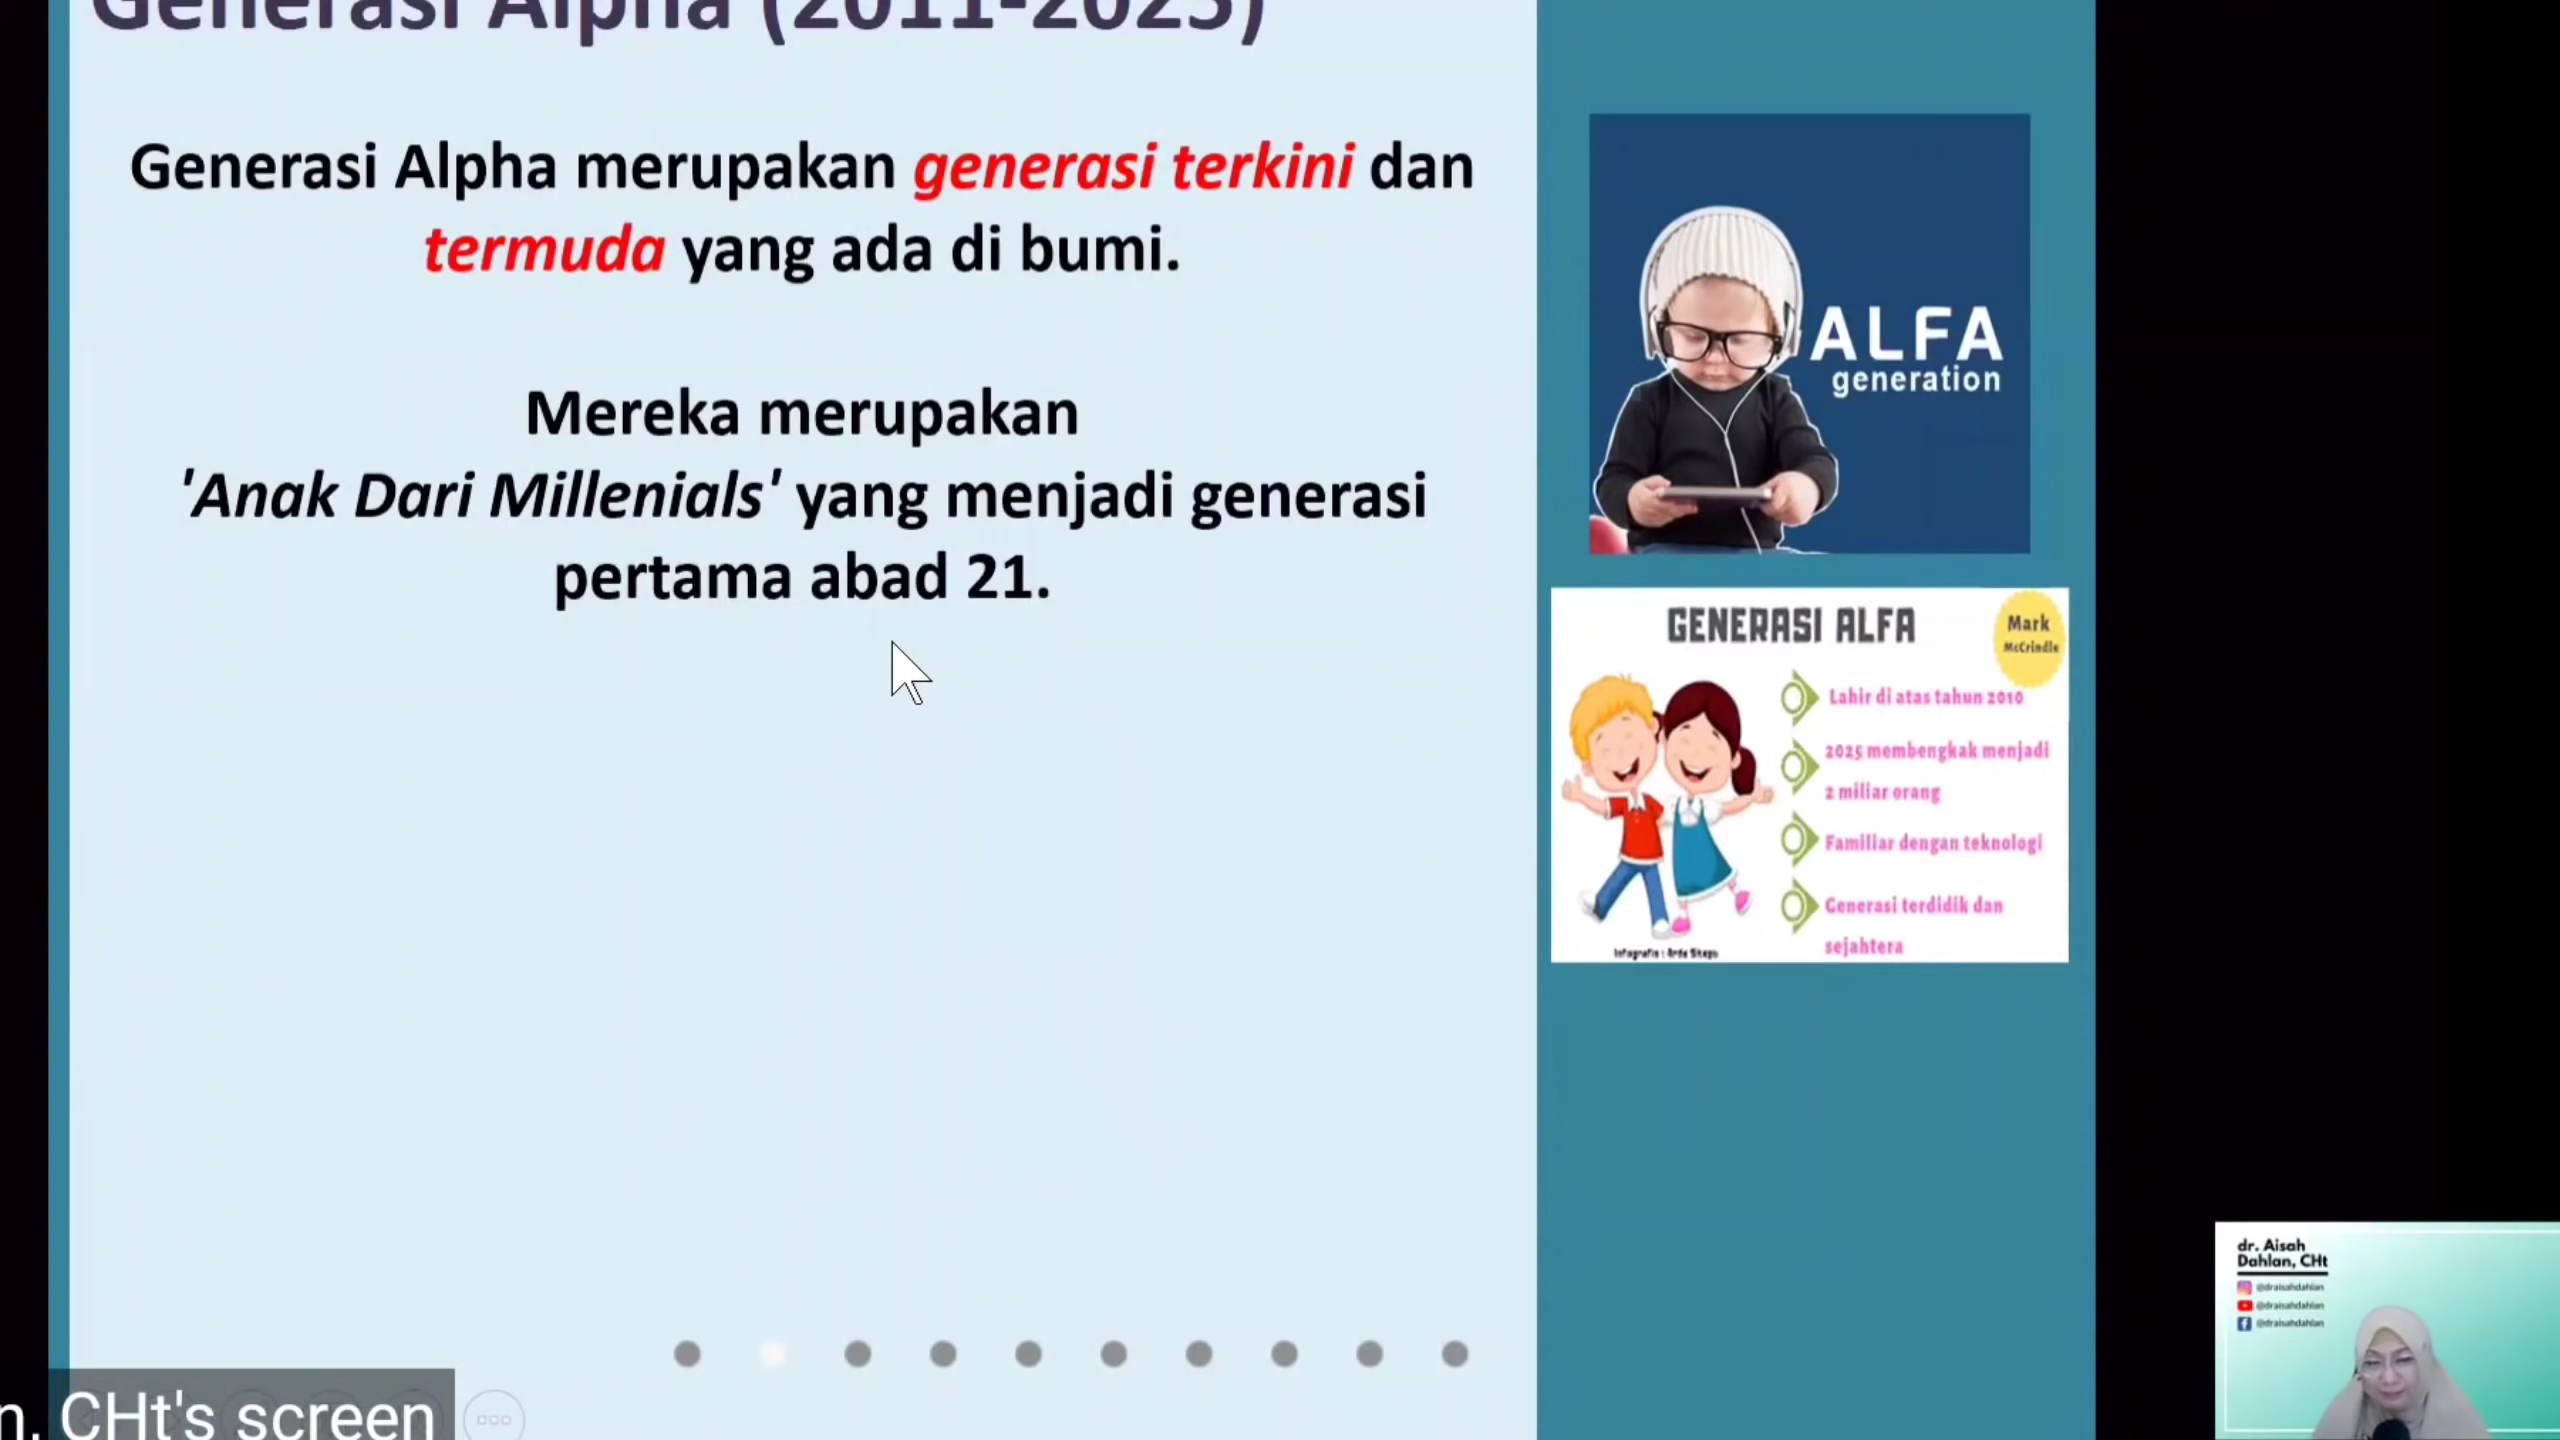 Generasi Alpha (2011-2025)
Generasi Alpha merupakan generasi terkini dan
termuda yang ada di bumi.
Mereka merupakan
'Anak Dari Millenials' yang menjadi generasi
pertama abad 21.
ALFA
generation
GENERASI ALFA
Mark
McCrindle
Lahir di atas tahun 2010
2025 membengkak menjadi
2 miliar orang
Familiar dengan teknologi
Generasi terdidik dan
sejahtera
Infografis :
dr. Aisah
Dahlan, CHt
@draisahdahlan
@draisahdahlan
@draisahdahlan
n, CHt's screen